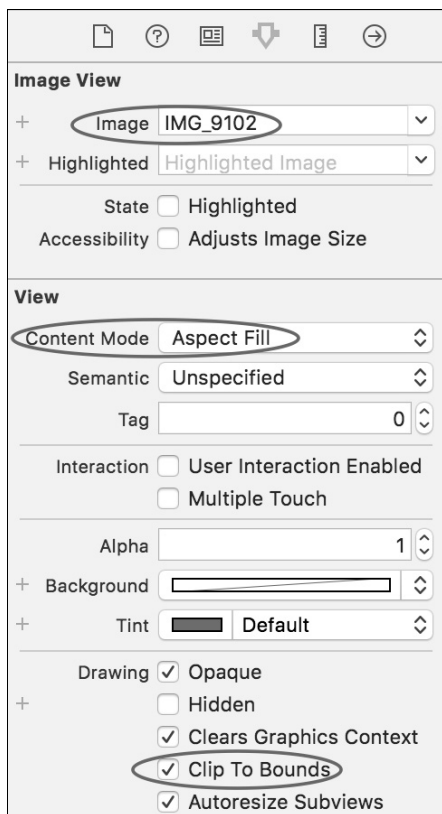 Image View
+ Image IMG_9102
+ Highlighted Highlighted Image
State Highlighted
Accessibility Adjusts Image Size
View
Content Mode Aspect Fill
Semantic Unspecified
Tag 0
Interaction User Interaction Enabled
Multiple Touch
Alpha 1
+ Background
+ Tint Default
Drawing Opaque
+ Hidden
Clears Graphics Context
Clip To Bounds
Autoresize Subviews